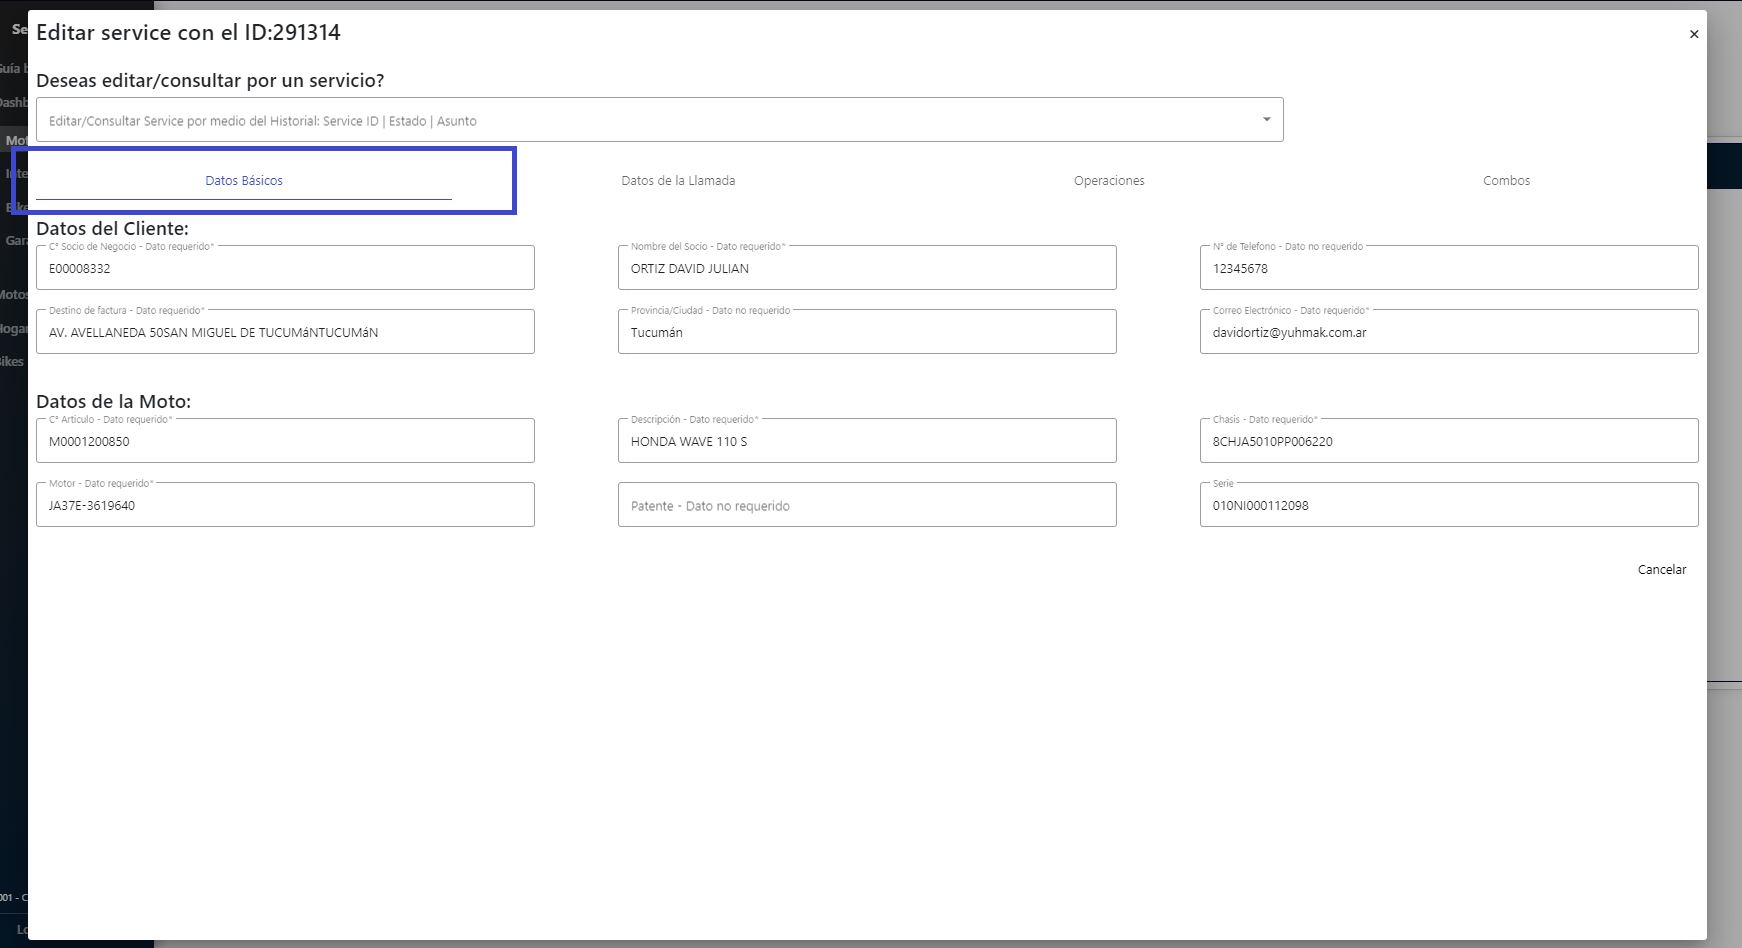 Editar service con el ID:291314
×
Deseas editar/consultar por un servicio?
Editar/Consultar Service por medio del Historial: Service ID | Estado | Asunto
Datos Básicos
Datos de la Llamada
Operaciones
Combos
Datos del Cliente:
C° Socio de Negocio - Dato requerido*
E00008332
Nombre del Socio - Dato requerido*
ORTIZ DAVID JULIAN
N° de Telefono - Dato no requerido
12345678
Destino de factura - Dato requerido*
AV. AVELLANEDA 50SAN MIGUEL DE TUCUMáNTUCUMáN
Provincia/Ciudad - Dato no requerido
Tucumán
Correo Electrónico - Dato requerido*
davidortiz@yuhmak.com.ar
Datos de la Moto:
C° Articulo - Dato requerido*
M0001200850
Descripción - Dato requerido*
HONDA WAVE 110 S
Chasis - Dato requerido*
8CHJA5010PP006220
Motor - Dato requerido*
JA37E-3619640
Patente - Dato no requerido
Serie
010NI000112098
Cancelar
Bikes